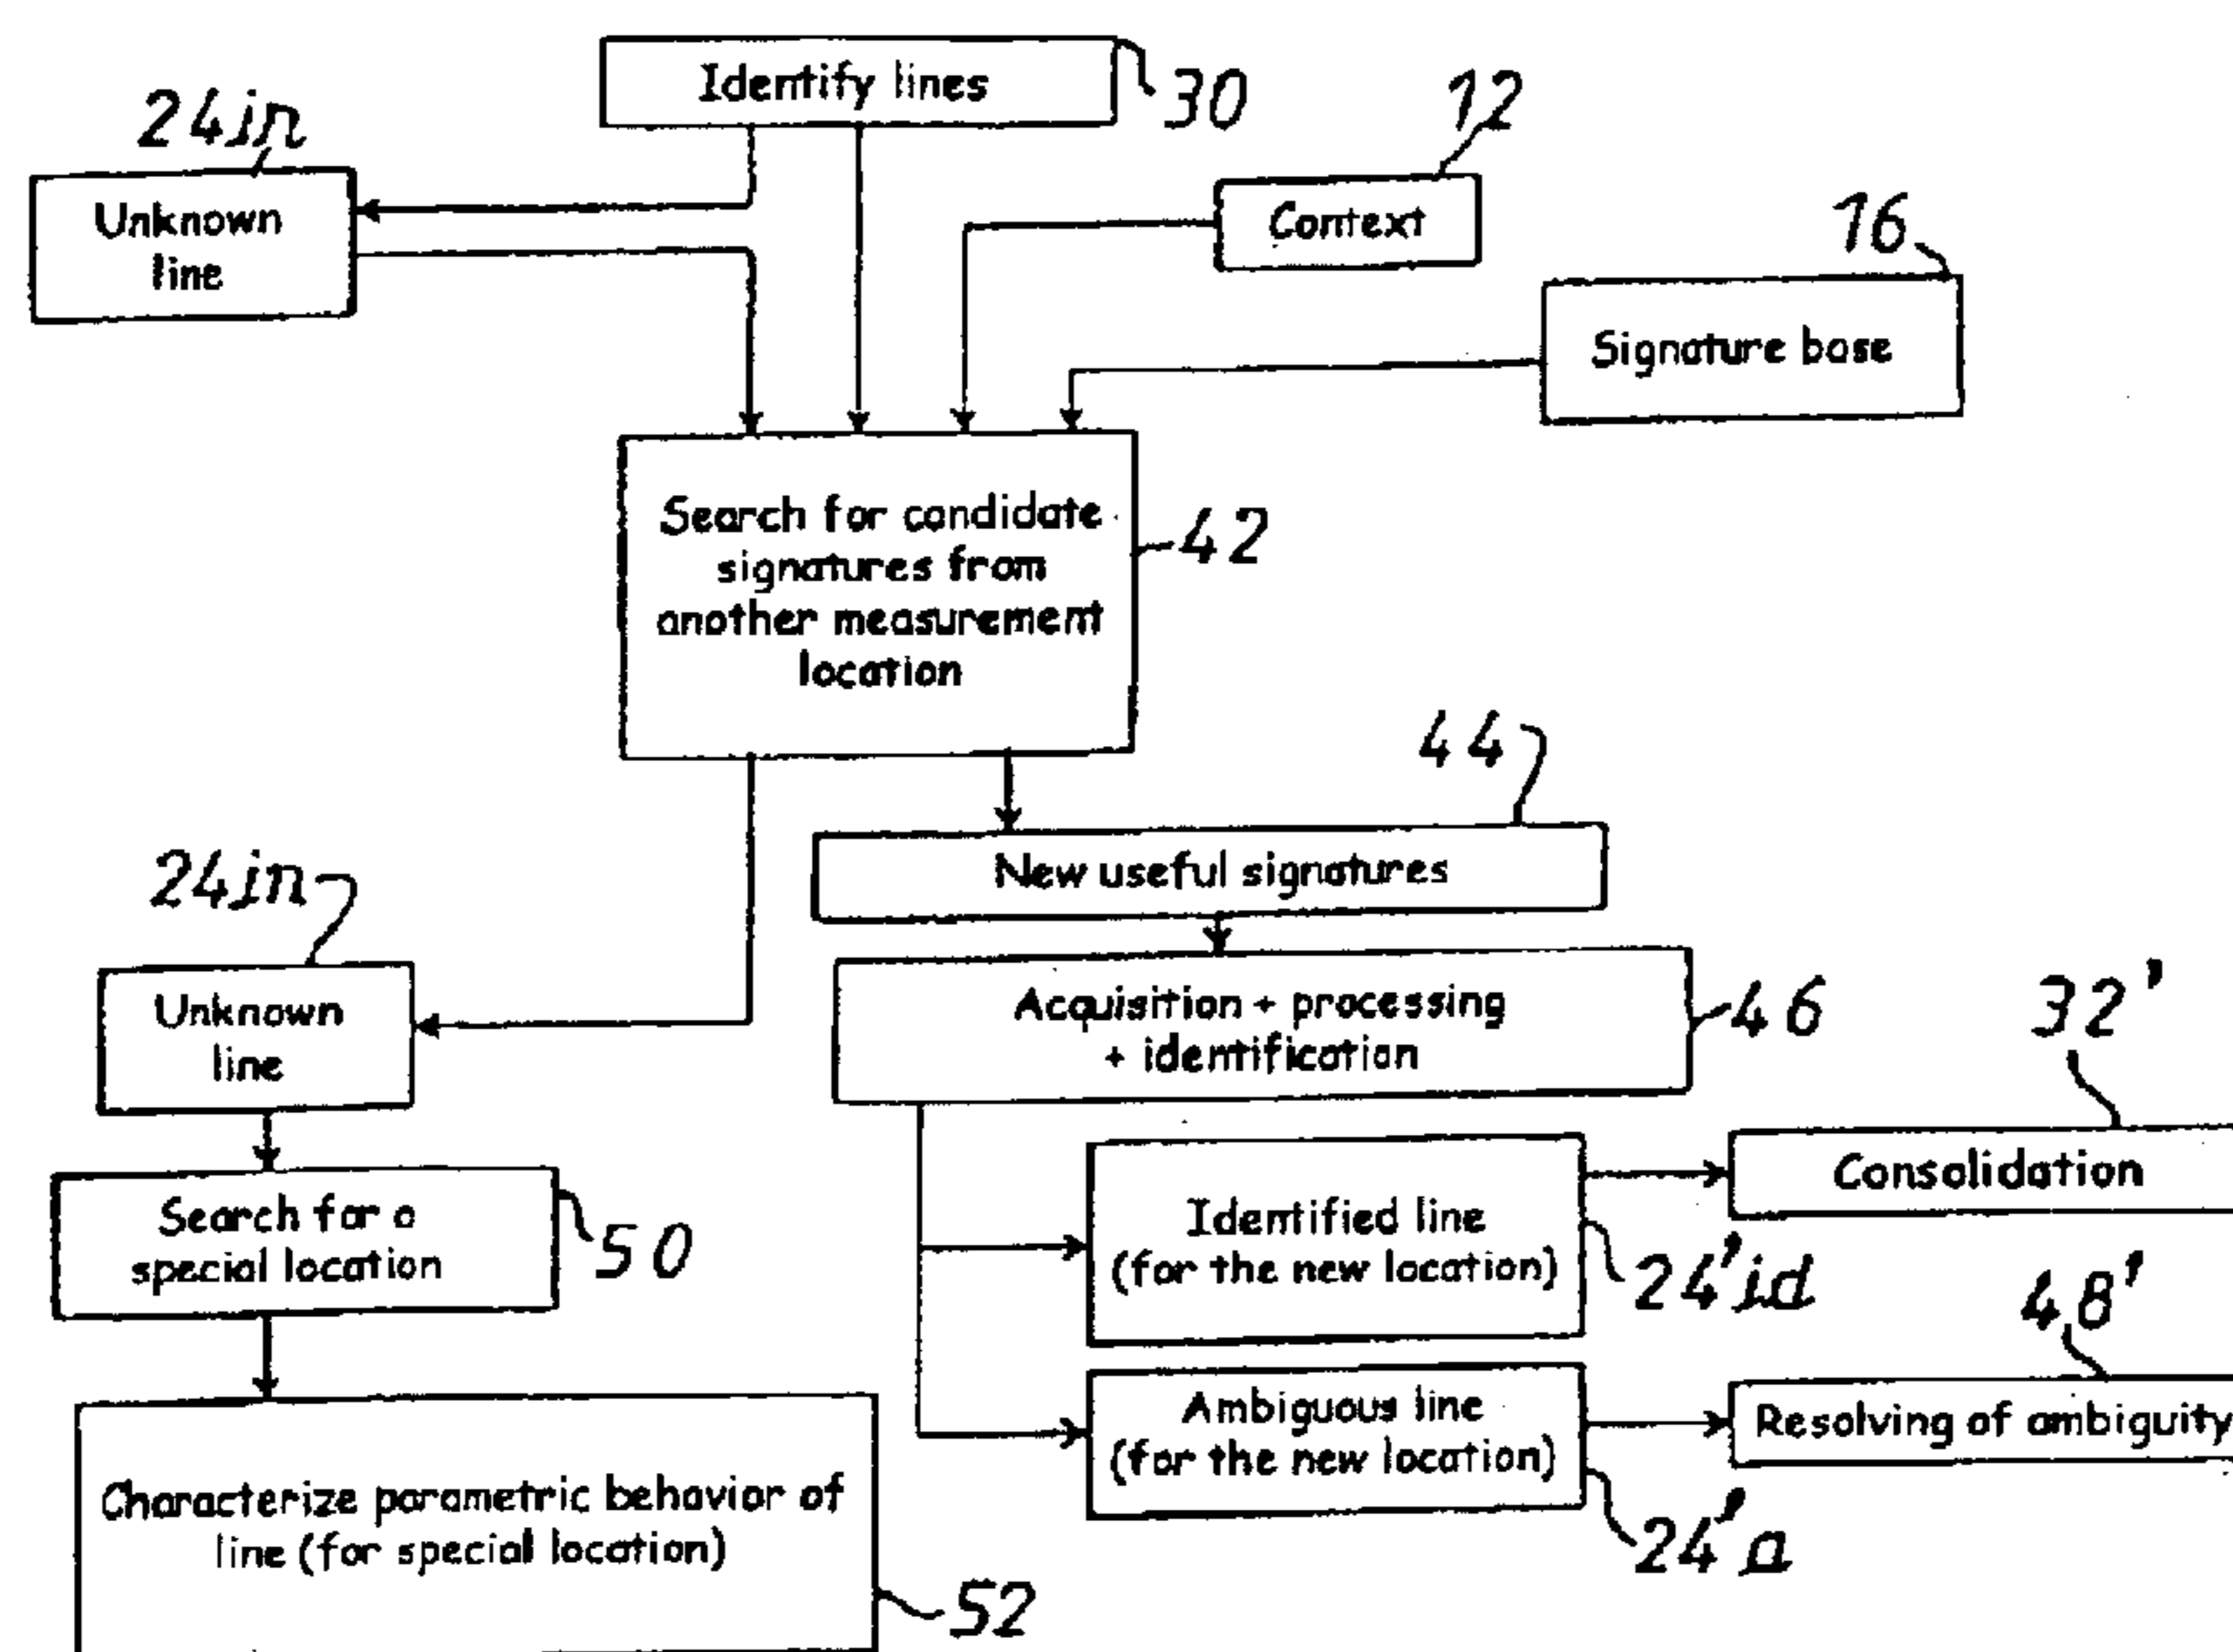 Identify lines
30
24in
12
Unknown
line
Context
16
Signature base
Search for candidate
signatures from
another measurement
location
42
44
New useful signatures
24in
Unknown
line
Acquisition + processing
+ identification
46
32'
Consolidation
Search for a
special location
50
Identified line
(for the new location)
24'id
48'
Ambiguous line
(for the new location)
Resolving of ambiguity
24'a
Characterize parametric behavior of
line (for special location)
52